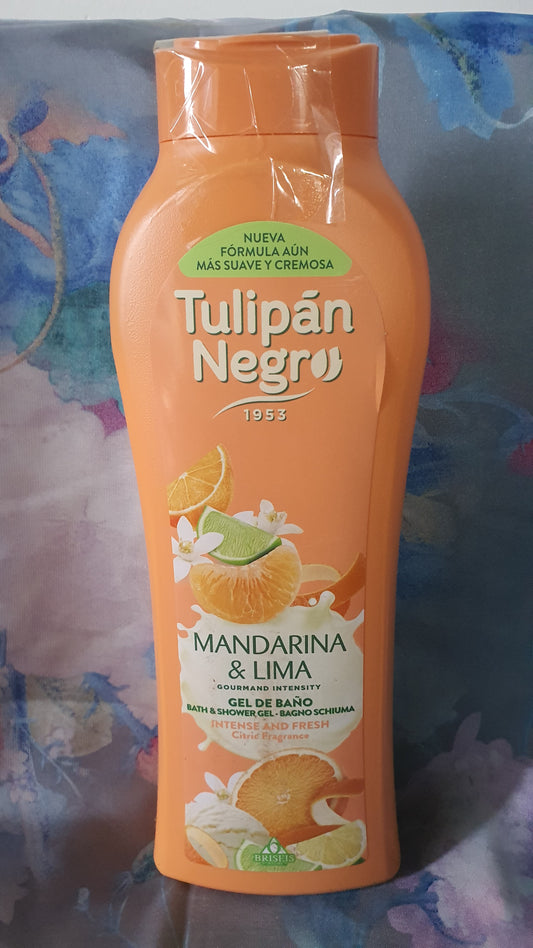 NUEVA
FÓRMULA AÚN
MÁS SUAVE Y CREMOSA
Tulipán
Negro
1953
MANDARINA
& LIMA
GOURMAND INTENSITY
GEL DE BAÑO
BATH & SHOWER GEL • BAGNO SCHIUMA
INTENSE AND FRESH
Citric Fragrance
BRISEIS